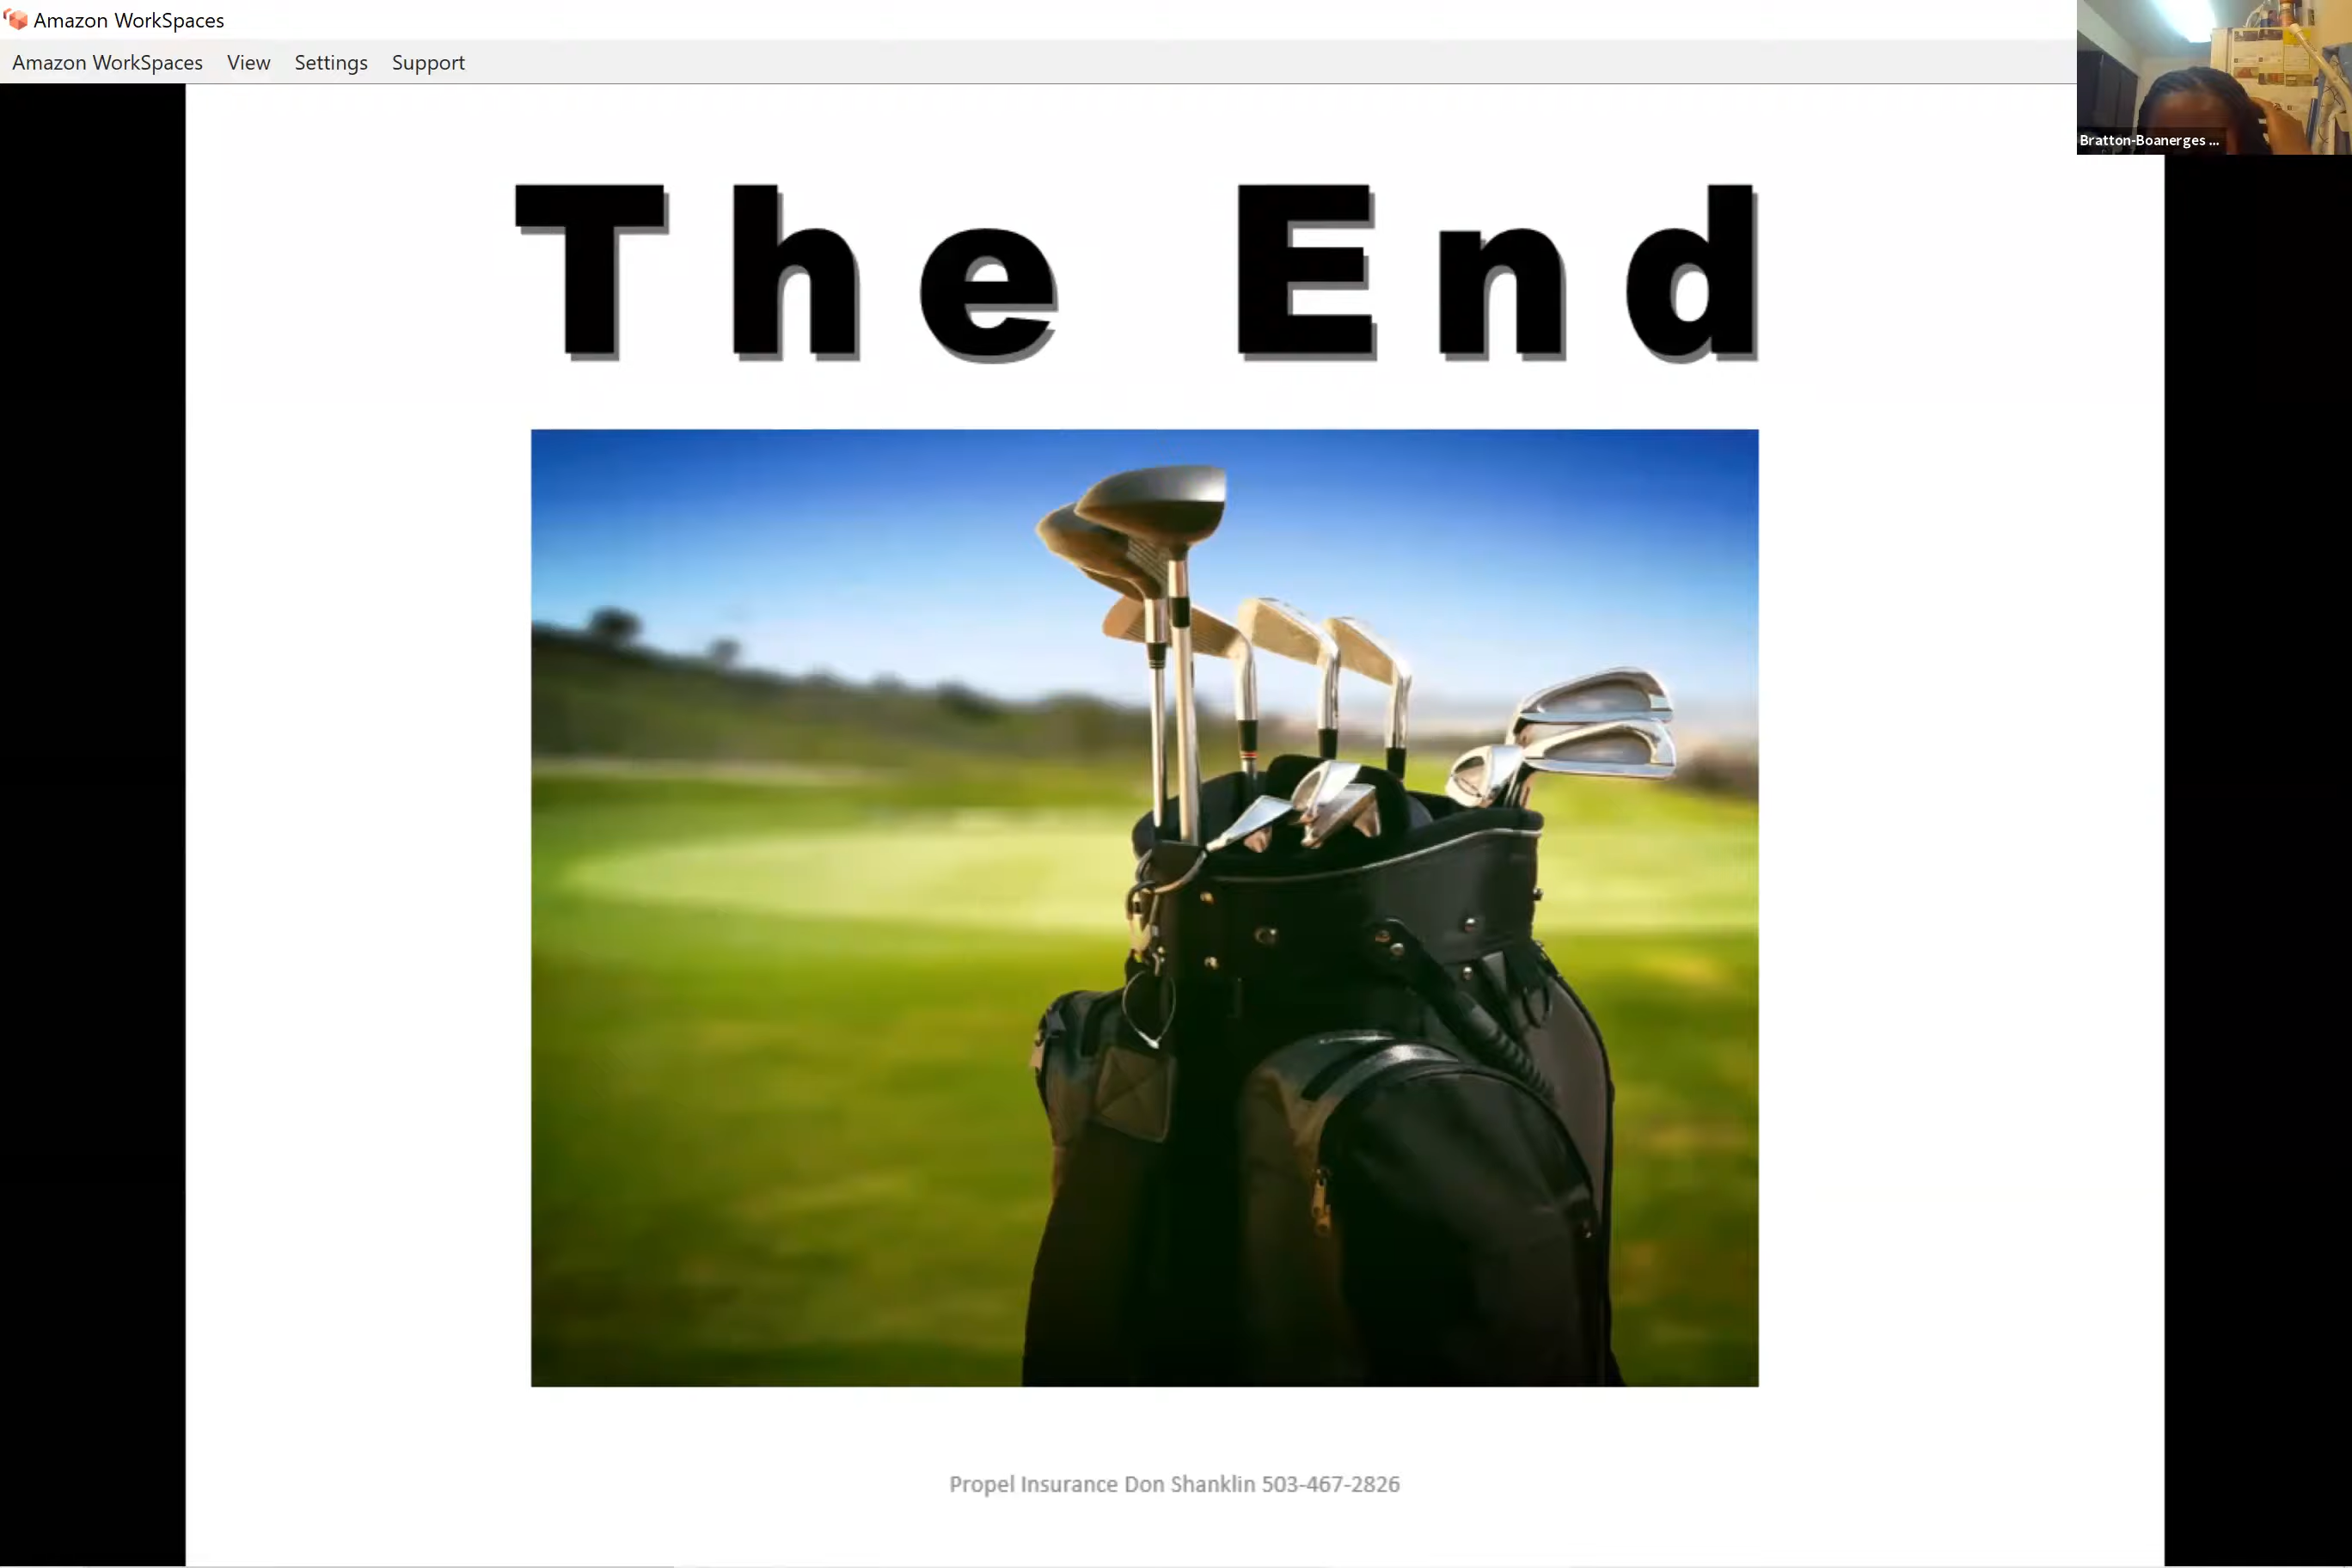 Amazon WorkSpaces
Amazon WorkSpaces View Settings Support
Bratton-Boanerges ...
The End
Propel Insurance Don Shanklin 503-467-2826